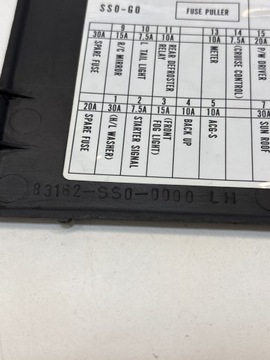 SS0-G0
FUSE PULLER
9 10 13 14 15
30A 15A 7.5A 10A 10A 7.5A
SPARE FUSE
R/C MIRROR
L TAIL LIGHT
REAR DEFROSTER RELAY
METER
(CRUISE CONTROL)
P/W DRIVER
1 2 3 4 5 7
20A 30A 7.5A 15A 10A 10A
SPARE FUSE
(H/L WASHER)
STARTER SIGNAL
(FRONT FOG LIGHT)
BACK UP
ACG-S
SUN ROOF
83162-SS0-0000 LH